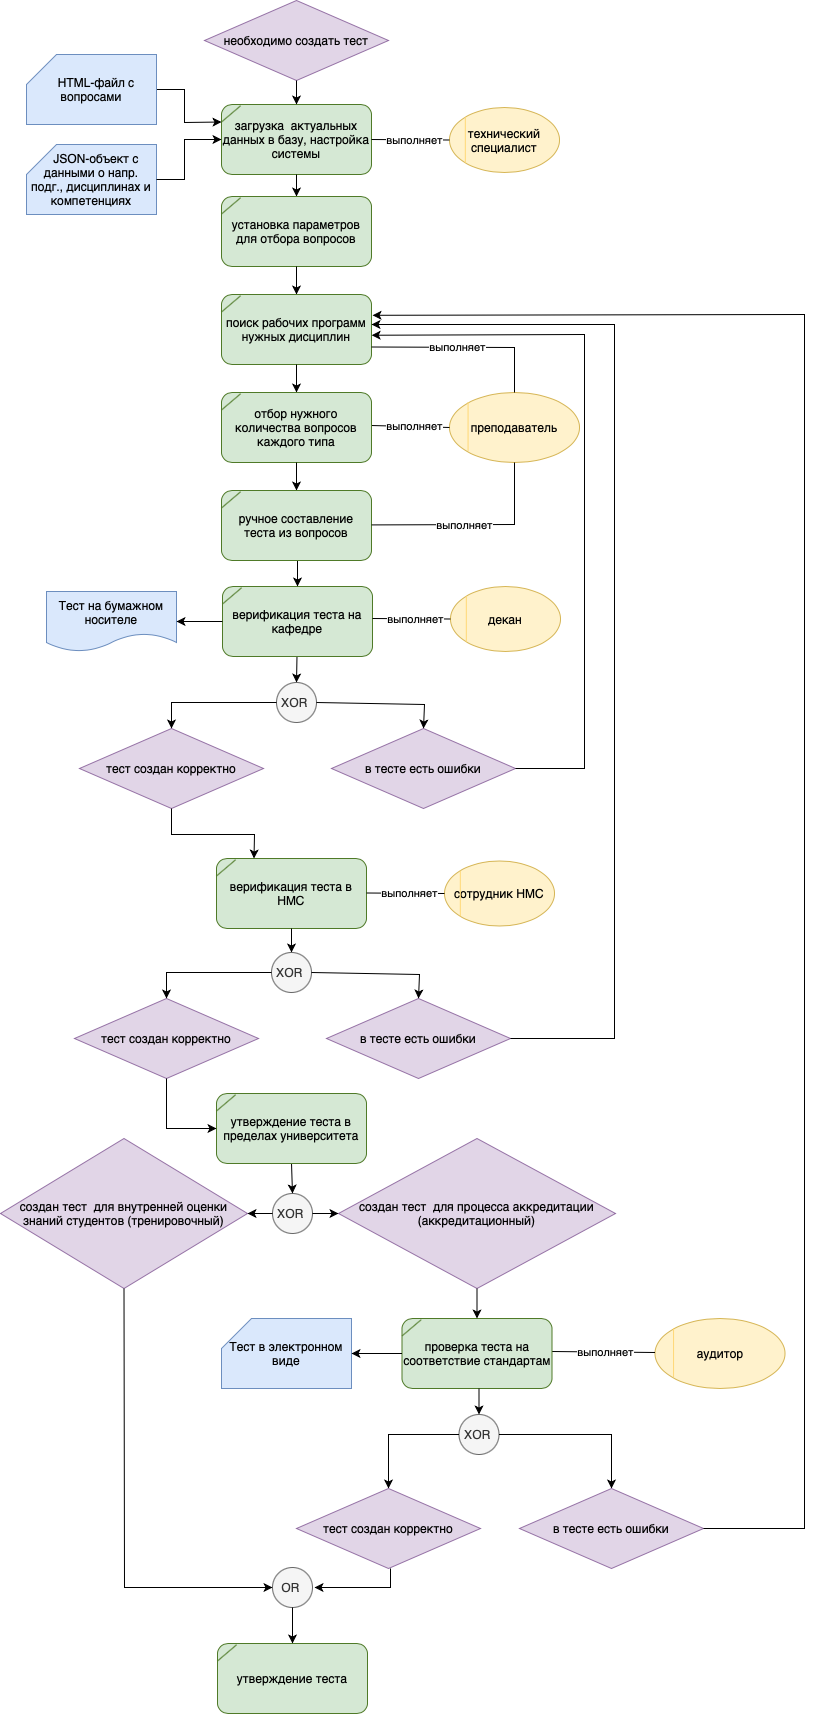 необходимо создать тест
HTML-файл с
вопросами
загрузка актуальных
данных в базу, настройка
системы
выполняет
технический
специалист
JSON-объект с
данными о напр.
подг., дисциплинах и
компетенциях
установка параметров
для отбора вопросов
поиск рабочих программ
нужных дисциплин
выполняет
отбор нужного
количества вопросов
каждого типа
выполняет
преподаватель
ручное составление
теста из вопросов
выполняет
Тест на бумажном
носителе
верификация теста на
кафедре
выполняет
декан
XOR
тест создан корректно
в тесте есть ошибки
верификация теста в
НМС
выполняет
сотрудник НМС
XOR
тест создан корректно
в тесте есть ошибки
утверждение теста в
пределах университета
создан тест для внутренней оценки
знаний студентов (тренировочный)
XOR
создан тест для процесса аккредитации
(аккредитационный)
Тест в электронном
виде
проверка теста на
соответствие стандартам
выполняет
аудитор
XOR
тест создан корректно
в тесте есть ошибки
OR
утверждение теста